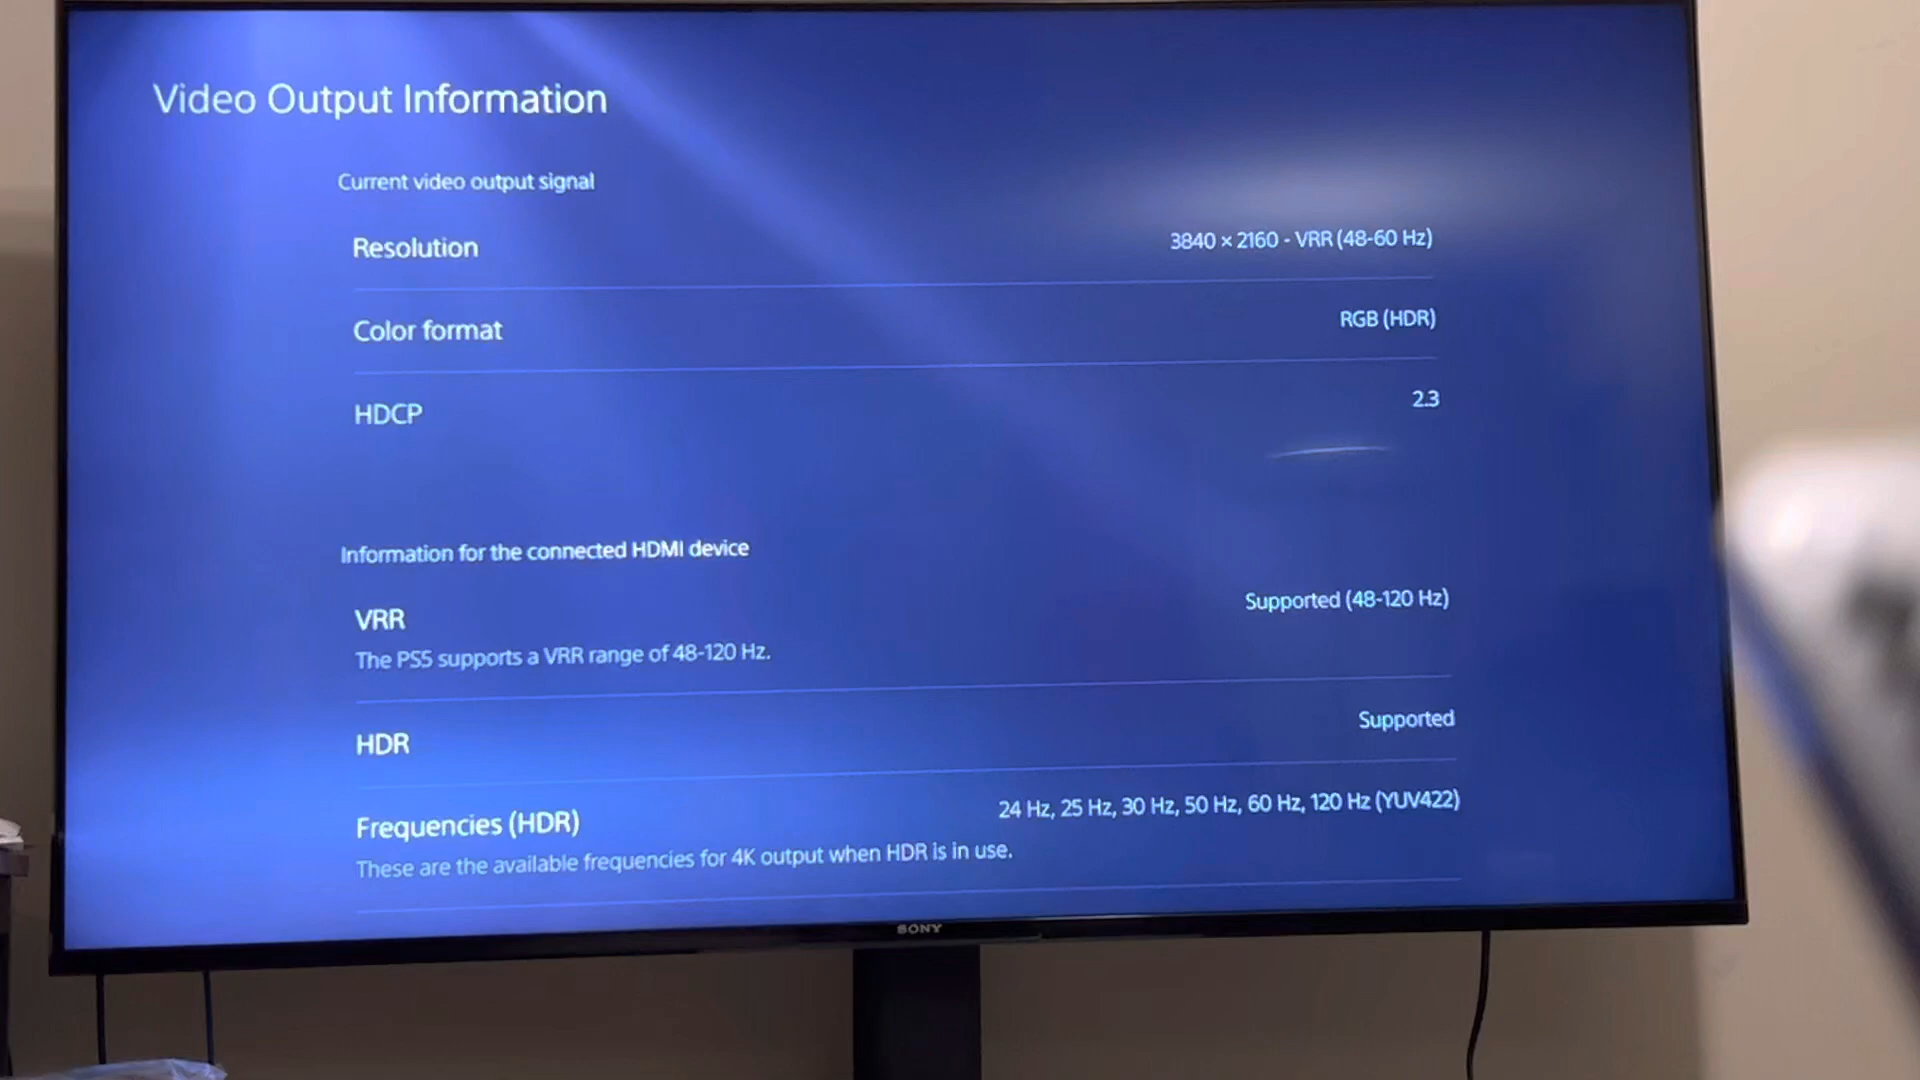 Video Output Information
Current video output signal
Resolution 3840 × 2160 - VRR (48-60 Hz)
Color format RGB (HDR)
HDCP 2.3
Information for the connected HDMI device
VRR Supported (48-120 Hz)
The PS5 supports a VRR range of 48-120 Hz.
HDR Supported
Frequencies (HDR) 24 Hz, 25 Hz, 30 Hz, 50 Hz, 60 Hz, 120 Hz (YUV422)
These are the available frequencies for 4K output when HDR is in use.
SONY